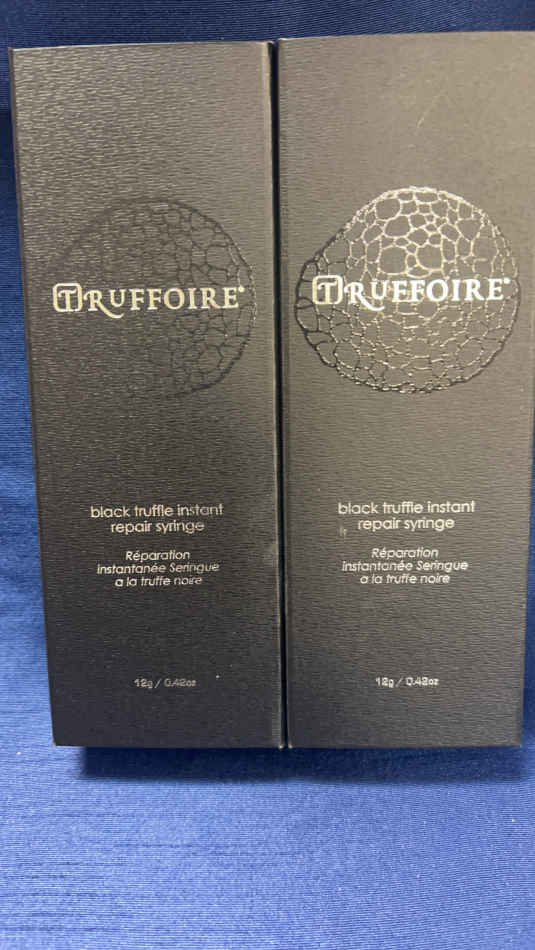 TRUFFOIRE®
black truffle instant
repair syringe
Réparation
instantanée Seringue
a la truffe noire
12g / 0.42oz
TRUFFOIRE®
black truffle instant
repair syringe
Réparation
instantanée Seringue
a la truffe noire
12g / 0.42oz